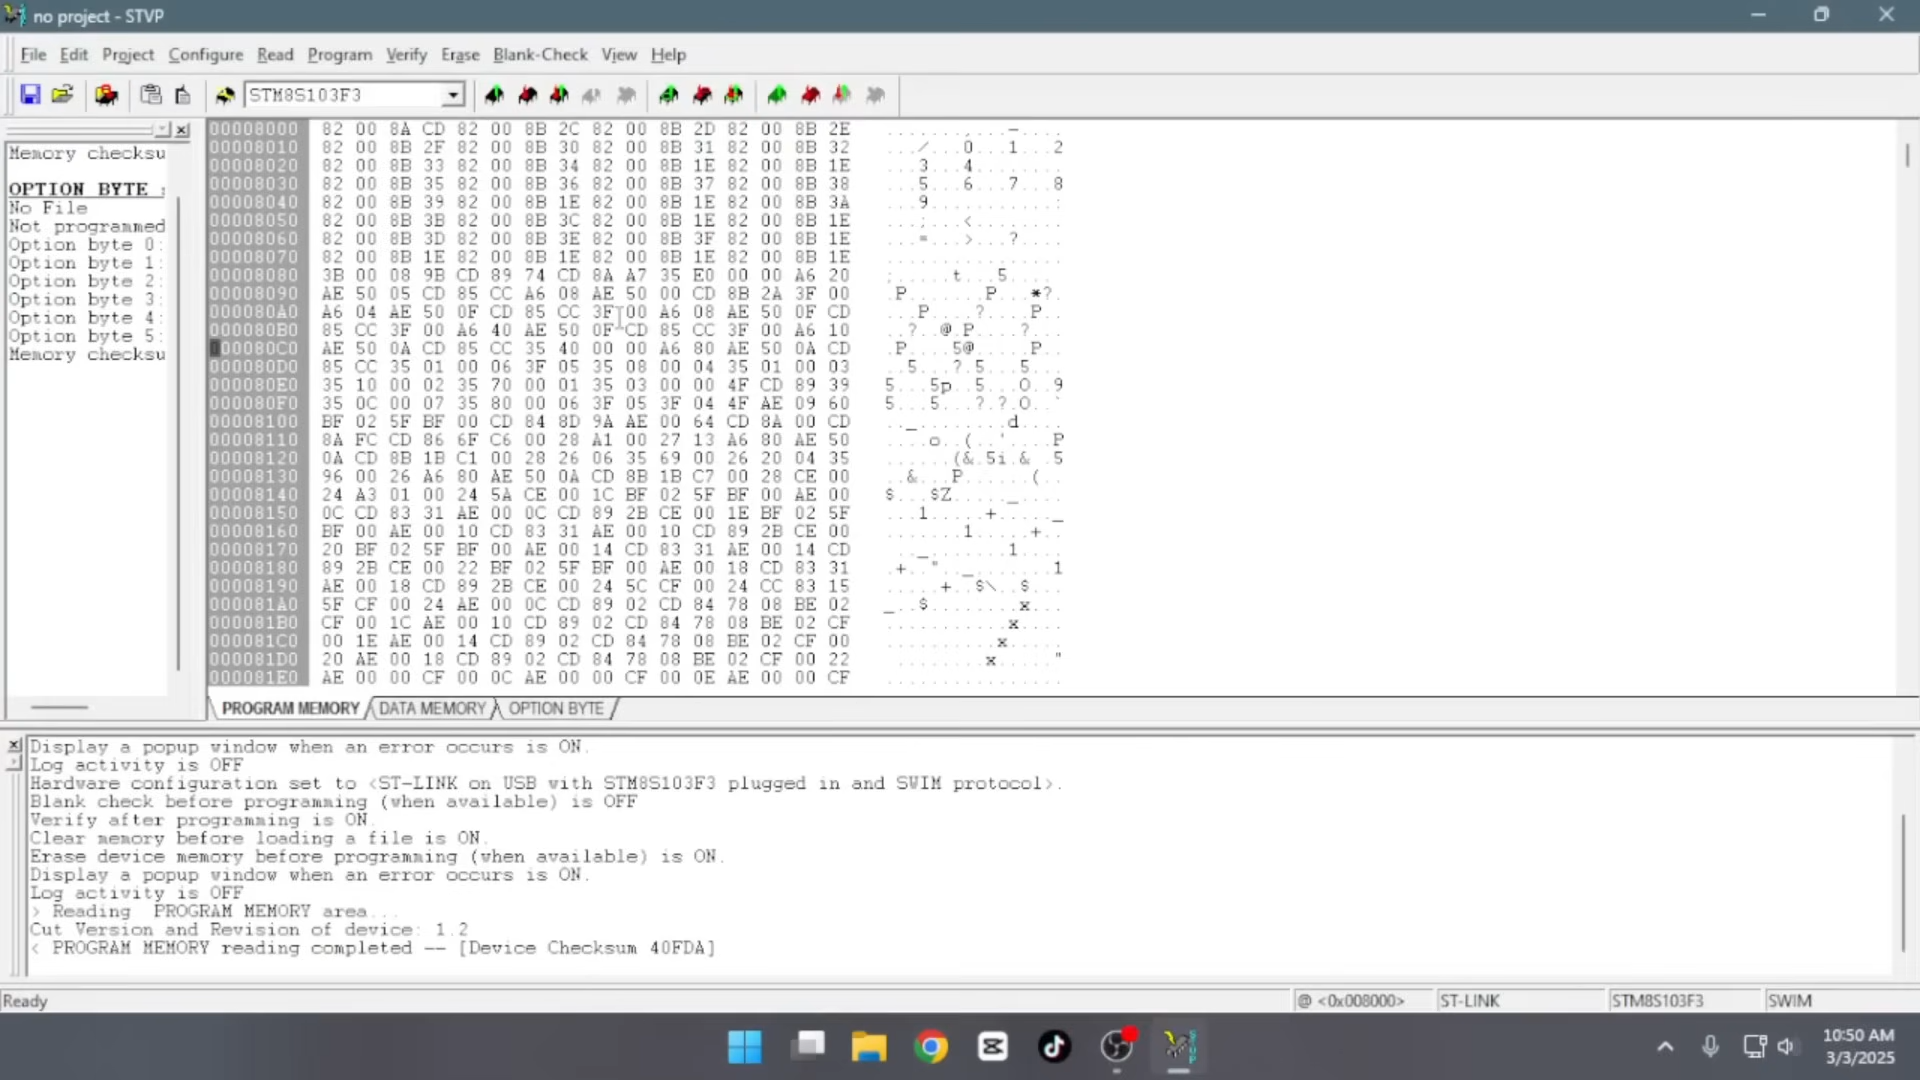 no project - STVP
File Edit Project Configure Read Program Verify Erase Blank-Check View Help
STM8S103F3
Memory checksu
OPTION BYTE :
No File
Not programmed
Option byte 0:
Option byte 1:
Option byte 2:
Option byte 3:
Option byte 4:
Option byte 5:
Memory checksu
00008000 82 00 8A CD 82 00 8B 2C 82 00 8B 2D 82 00 8B 2E
00008010 82 00 8B 2F 82 00 8B 30 82 00 8B 31 82 00 8B 32
00008020 82 00 8B 33 82 00 8B 34 82 00 8B 1E 82 00 8B 1E
00008030 82 00 8B 35 82 00 8B 36 82 00 8B 37 82 00 8B 38
00008040 82 00 8B 39 82 00 8B 1E 82 00 8B 1E 82 00 8B 3A
00008050 82 00 8B 3B 82 00 8B 3C 82 00 8B 1E 82 00 8B 1E
00008060 82 00 8B 3D 82 00 8B 3E 82 00 8B 3F 82 00 8B 1E
00008070 82 00 8B 1E 82 00 8B 1E 82 00 8B 1E 82 00 8B 1E
00008080 3B 00 08 9B CD 89 74 CD 8A A7 35 E0 00 00 A6 20
00008090 AE 50 05 CD 85 CC A6 08 AE 50 00 CD 8B 2A 3F 00
000080A0 A6 04 AE 50 0F CD 85 CC 3F 00 A6 08 AE 50 0F CD
000080B0 85 CC 3F 00 A6 40 AE 50 0F CD 85 CC 3F 00 A6 10
000080C0 AE 50 0A CD 85 CC 35 40 00 00 A6 80 AE 50 0A CD
000080D0 85 CC 35 01 00 06 3F 05 35 08 00 04 35 01 00 03
000080E0 35 10 00 02 35 70 00 01 35 03 00 00 4F CD 89 39
000080F0 35 0C 00 07 35 80 00 06 3F 05 3F 04 4F AE 09 60
00008100 BF 02 5F BF 00 CD 84 8D 9A AE 00 64 CD 8A 00 CD
00008110 8A FC CD 86 6F C6 00 28 A1 00 27 13 A6 80 AE 50
00008120 0A CD 8B 1B C1 00 28 26 06 35 69 00 26 20 04 35
00008130 96 00 26 A6 80 AE 50 0A CD 8B 1B C7 00 28 CE 00
00008140 24 A3 01 00 24 5A CE 00 1C BF 02 5F BF 00 AE 00
00008150 0C CD 83 31 AE 00 0C CD 89 2B CE 00 1E BF 02 5F
00008160 BF 00 AE 00 10 CD 83 31 AE 00 10 CD 89 2B CE 00
00008170 20 BF 02 5F BF 00 AE 00 14 CD 83 31 AE 00 14 CD
00008180 89 2B CE 00 22 BF 02 5F BF 00 AE 00 18 CD 83 31
00008190 AE 00 18 CD 89 2B CE 00 24 5C CF 00 24 CC 83 15
000081A0 5F CF 00 24 AE 00 0C CD 89 02 CD 84 78 08 BE 02
000081B0 CF 00 1C AE 00 10 CD 89 02 CD 84 78 08 BE 02 CF
000081C0 00 1E AE 00 14 CD 89 02 CD 84 78 08 BE 02 CF 00
000081D0 20 AE 00 18 CD 89 02 CD 84 78 08 BE 02 CF 00 22
000081E0 AE 00 00 CF 00 0C AE 00 00 CF 00 0E AE 00 00 CF
PROGRAM MEMORY DATA MEMORY OPTION BYTE
Display a popup window when an error occurs is ON.
Log activity is OFF
Hardware configuration set to <ST-LINK on USB with STM8S103F3 plugged in and SWIM protocol>.
Blank check before programming (when available) is OFF
Verify after programming is ON.
Clear memory before loading a file is ON.
Erase device memory before programming (when available) is ON.
Display a popup window when an error occurs is ON.
Log activity is OFF
> Reading PROGRAM MEMORY area...
Cut Version and Revision of device: 1.2
< PROGRAM MEMORY reading completed -- [Device Checksum 40FDA]
Ready @ <0x008000> ST-LINK STM8S103F3 SWIM
10:50 AM
3/3/2025